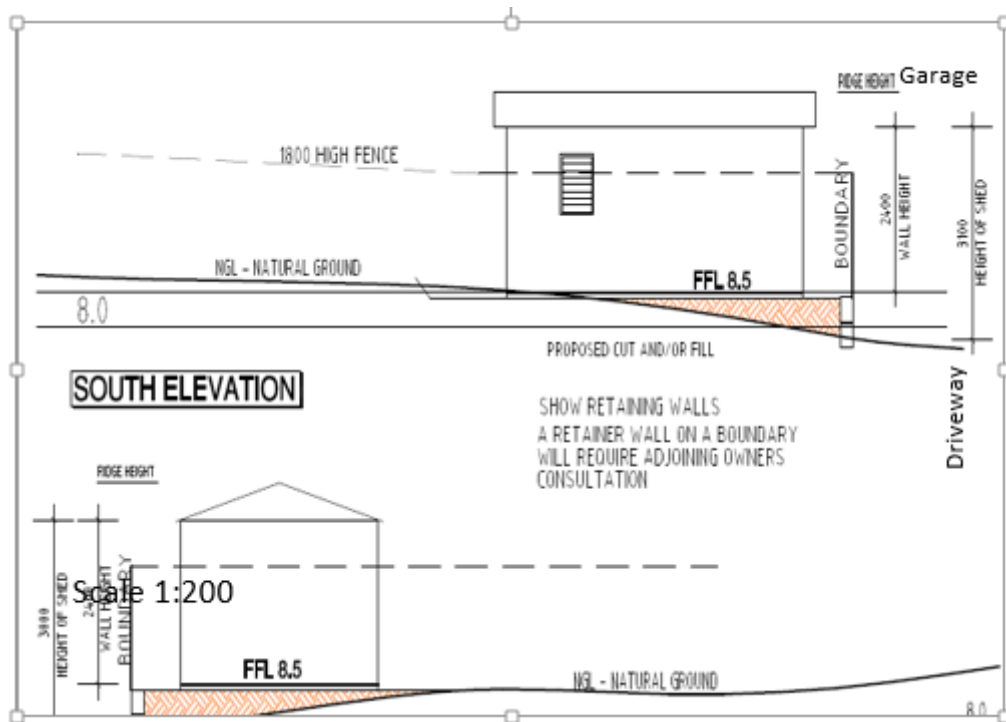 RIDGE HEIGHT Garage
1800 HIGH FENCE
BOUNDARY
2400
WALL HEIGHT
3100
HEIGHT OF SHED
NGL - NATURAL GROUND
FFL 8.5
8.0
PROPOSED CUT AND/OR FILL
SOUTH ELEVATION
SHOW RETAINING WALLS
A RETAINER WALL ON A BOUNDARY
WILL REQUIRE ADJOINING OWNERS
CONSULTATION
Driveway
RIDGE HEIGHT
3000
HEIGHT OF SHED
WALL HEIGHT
BOUNDARY
Scale 1:200
FFL 8.5
NGL - NATURAL GROUND
8.0